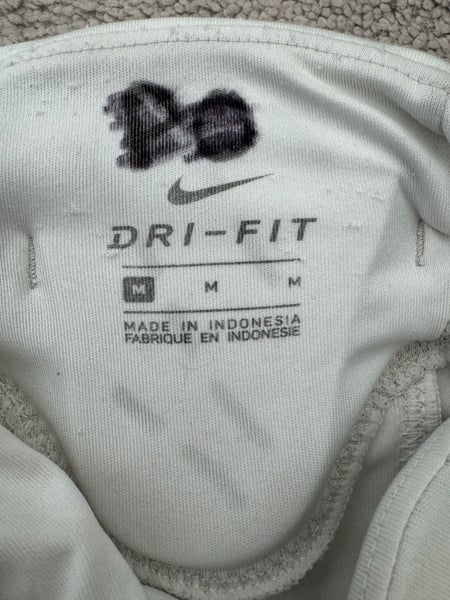 DRI-FIT
M M M
MADE IN INDONESIA
FABRIQUE EN INDONESIE